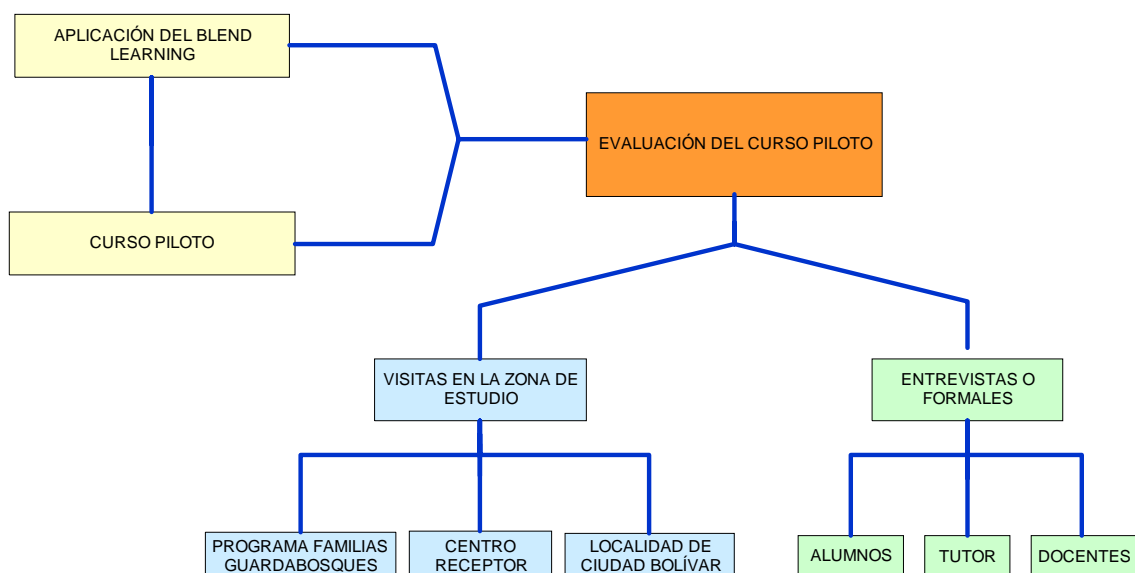 APLICACIÓN DEL BLEND
LEARNING
EVALUACIÓN DEL CURSO PILOTO
CURSO PILOTO
VISITAS EN LA ZONA DE
ESTUDIO
ENTREVISTAS O
FORMALES
PROGRAMA FAMILIAS
GUARDABOSQUES
CENTRO
RECEPTOR
LOCALIDAD DE
CIUDAD BOLÍVAR
ALUMNOS
TUTOR
DOCENTES